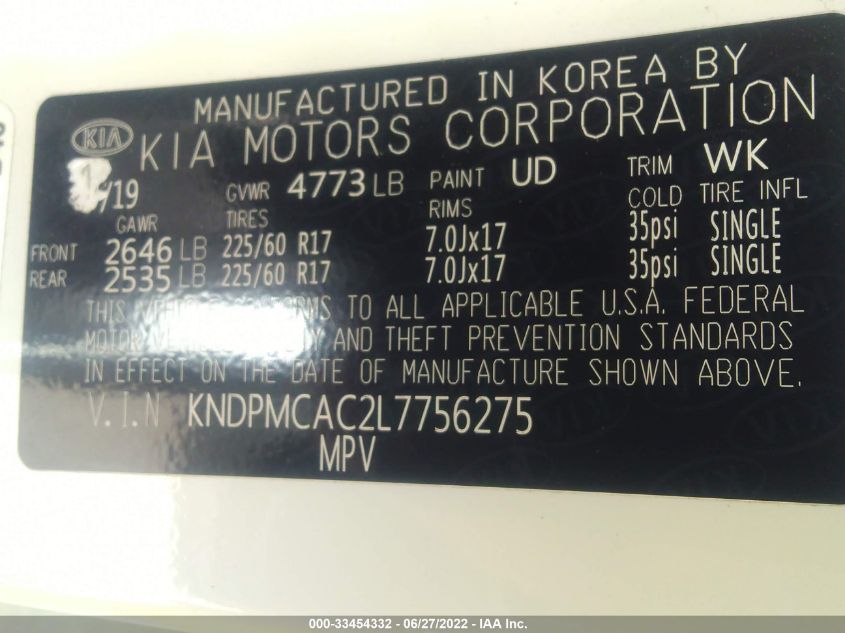 MANUFACTURED IN KOREA BY
KIA KIA MOTORS CORPORATION
/19 GVWR 4773 LB PAINT UD TRIM WK
GAWR TIRES RIMS COLD TIRE INFL
FRONT 2646 LB 225/60 R17 7.0Jx17 35psi SINGLE
REAR 2535 LB 225/60 R17 7.0Jx17 35psi SINGLE
THIS TO ALL APPLICABLE U.S.A. FEDERAL
MOTOR AND THEFT PREVENTION STANDARDS
IN EFFECT ON THE DATE OF MANUFACTURE SHOWN ABOVE.
V.I.N KNDPMCAC2L7756275
MPV
000-33454332 - 06/27/2022 - IAA Inc.